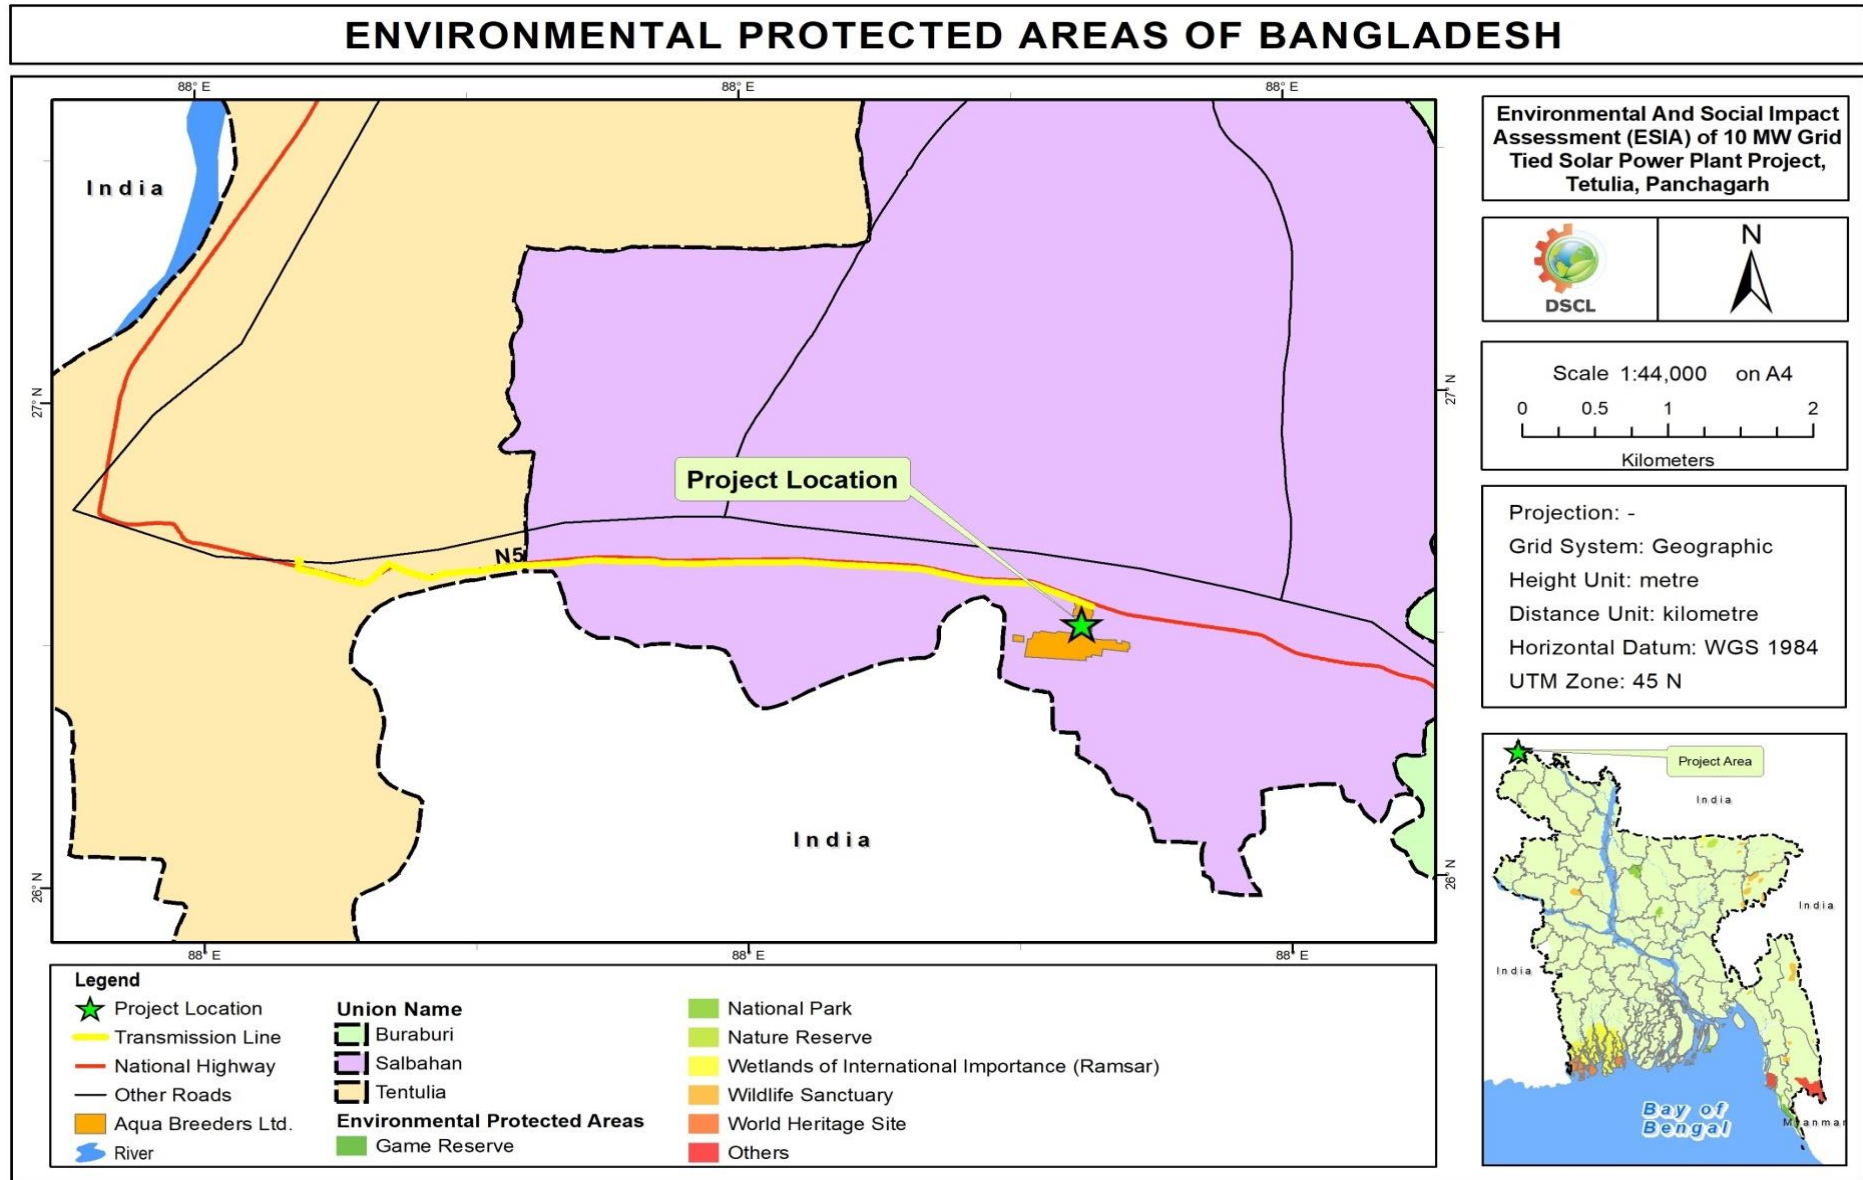 ENVIRONMENTAL PROTECTED AREAS OF BANGLADESH
88° E
88° E
88° E
India
27° N
27° N
Project Location
N5
India
26° N
26° N
88° E
88° E
88° E
Environmental And Social Impact
Assessment (ESIA) of 10 MW Grid
Tied Solar Power Plant Project,
Tetulia, Panchagarh
DSCL
N
Scale 1:44,000 on A4
0 0.5 1 2
Kilometers
Projection: -
Grid System: Geographic
Height Unit: metre
Distance Unit: kilometre
Horizontal Datum: WGS 1984
UTM Zone: 45 N
Project Area
India
India
India
Bay of
Bengal
Myanmar
Legend
Project Location
Transmission Line
National Highway
Other Roads
Aqua Breeders Ltd.
River
Union Name
Buraburi
Salbahan
Tentulia
Environmental Protected Areas
Game Reserve
National Park
Nature Reserve
Wetlands of International Importance (Ramsar)
Wildlife Sanctuary
World Heritage Site
Others